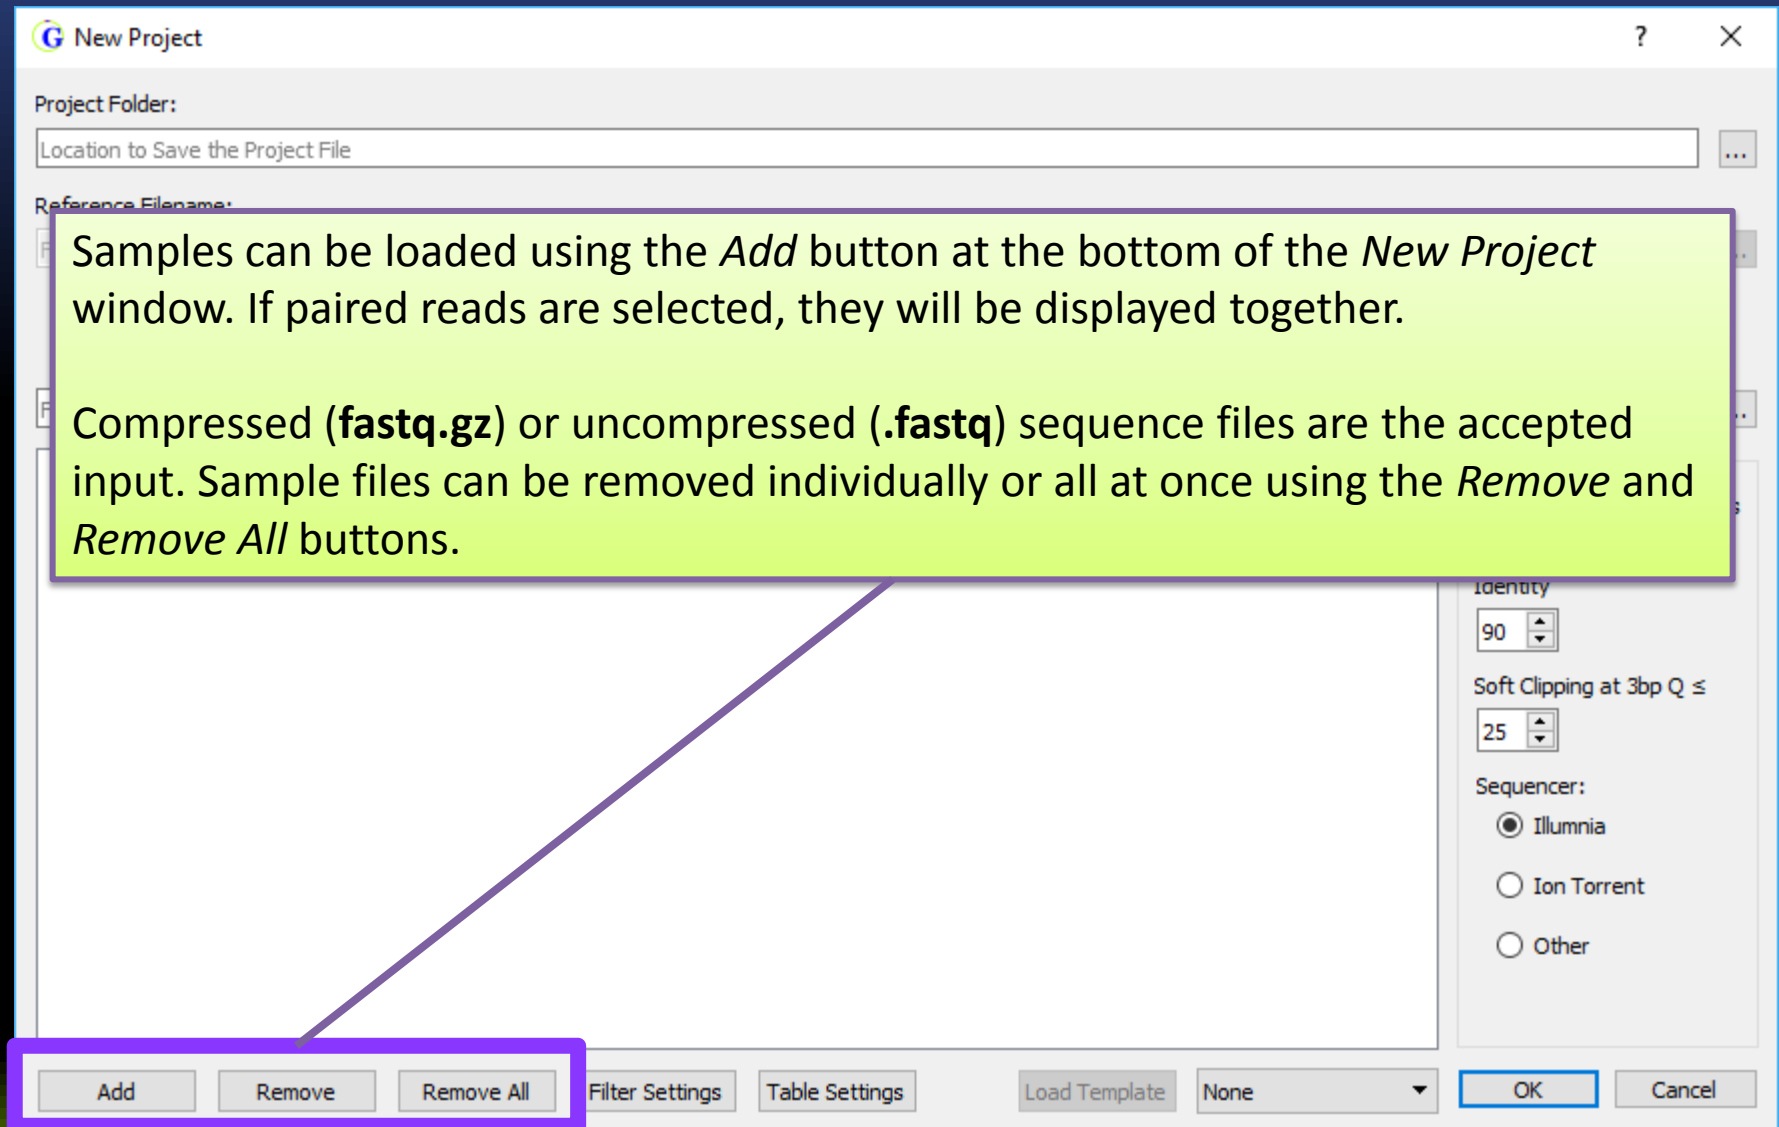 G New Project ?
Project Folder:
Location to Save the Project File ...
Reference Filename:
Samples can be loaded using the Add button at the bottom of the New Project
window. If paired reads are selected, they will be displayed together.
Compressed (fastq.gz) or uncompressed (.fastq) sequence files are the accepted
input. Sample files can be removed individually or all at once using the Remove and
Remove All buttons.
Identity
90
Soft Clipping at 3bp Q ≤
25
Sequencer:
Illumnia
Ion Torrent
Other
Add Remove Remove All Filter Settings Table Settings Load Template None OK Cancel